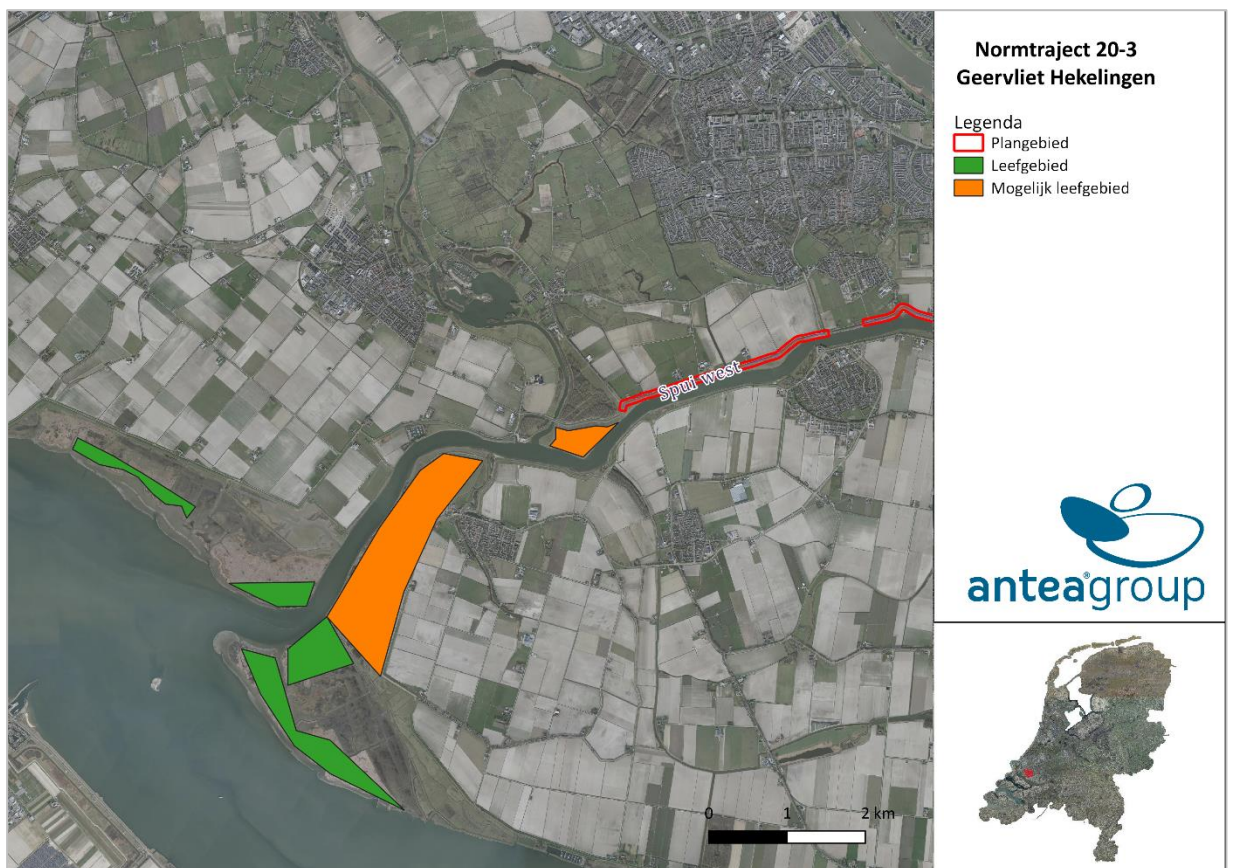 Normtraject 20-3
Geervliet Hekelingen
Legenda
Plangebied
Leefgebied
Mogelijk leefgebied
Spui west
anteagroup
0 1 2 km